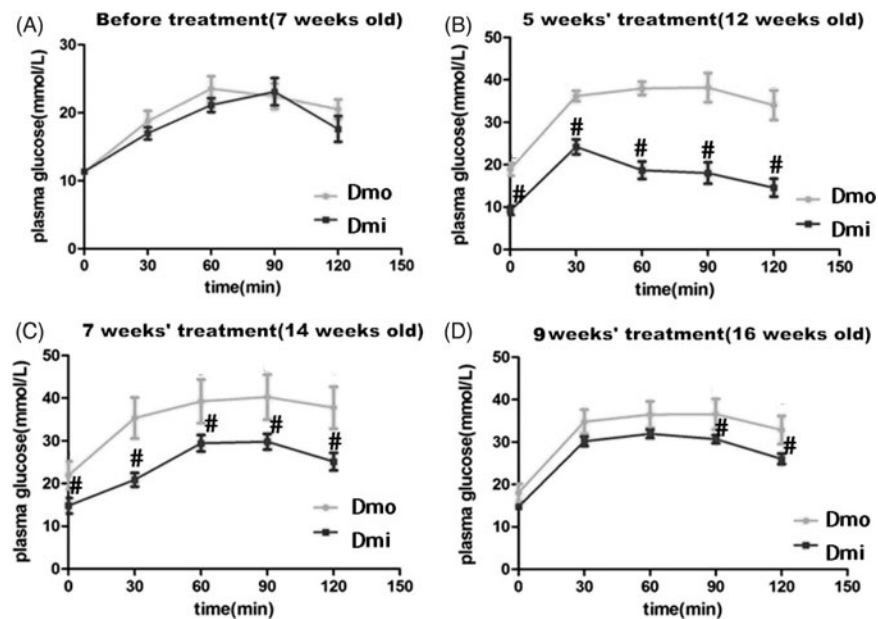 (A) Before treatment(7 weeks old)
plasma glucose(mmol/L)
30
20
10
0
0 30 60 90 120 150
time(min)
Dmo
Dmi
(B) 5 weeks' treatment(12 weeks old)
plasma glucose(mmol/L)
50
40
30
20
10
0
# # # # #
0 30 60 90 120 150
time(min)
Dmo
Dmi
(C) 7 weeks' treatment(14 weeks old)
plasma glucose(mmol/L)
50
40
30
20
10
0
# # # # #
0 30 60 90 120 150
time(min)
Dmo
Dmi
(D) 9weeks' treatment(16 weeks old)
plasma glucose(mmol/L)
50
40
30
20
10
0
# #
0 30 60 90 120 150
time(min)
Dmo
Dmi